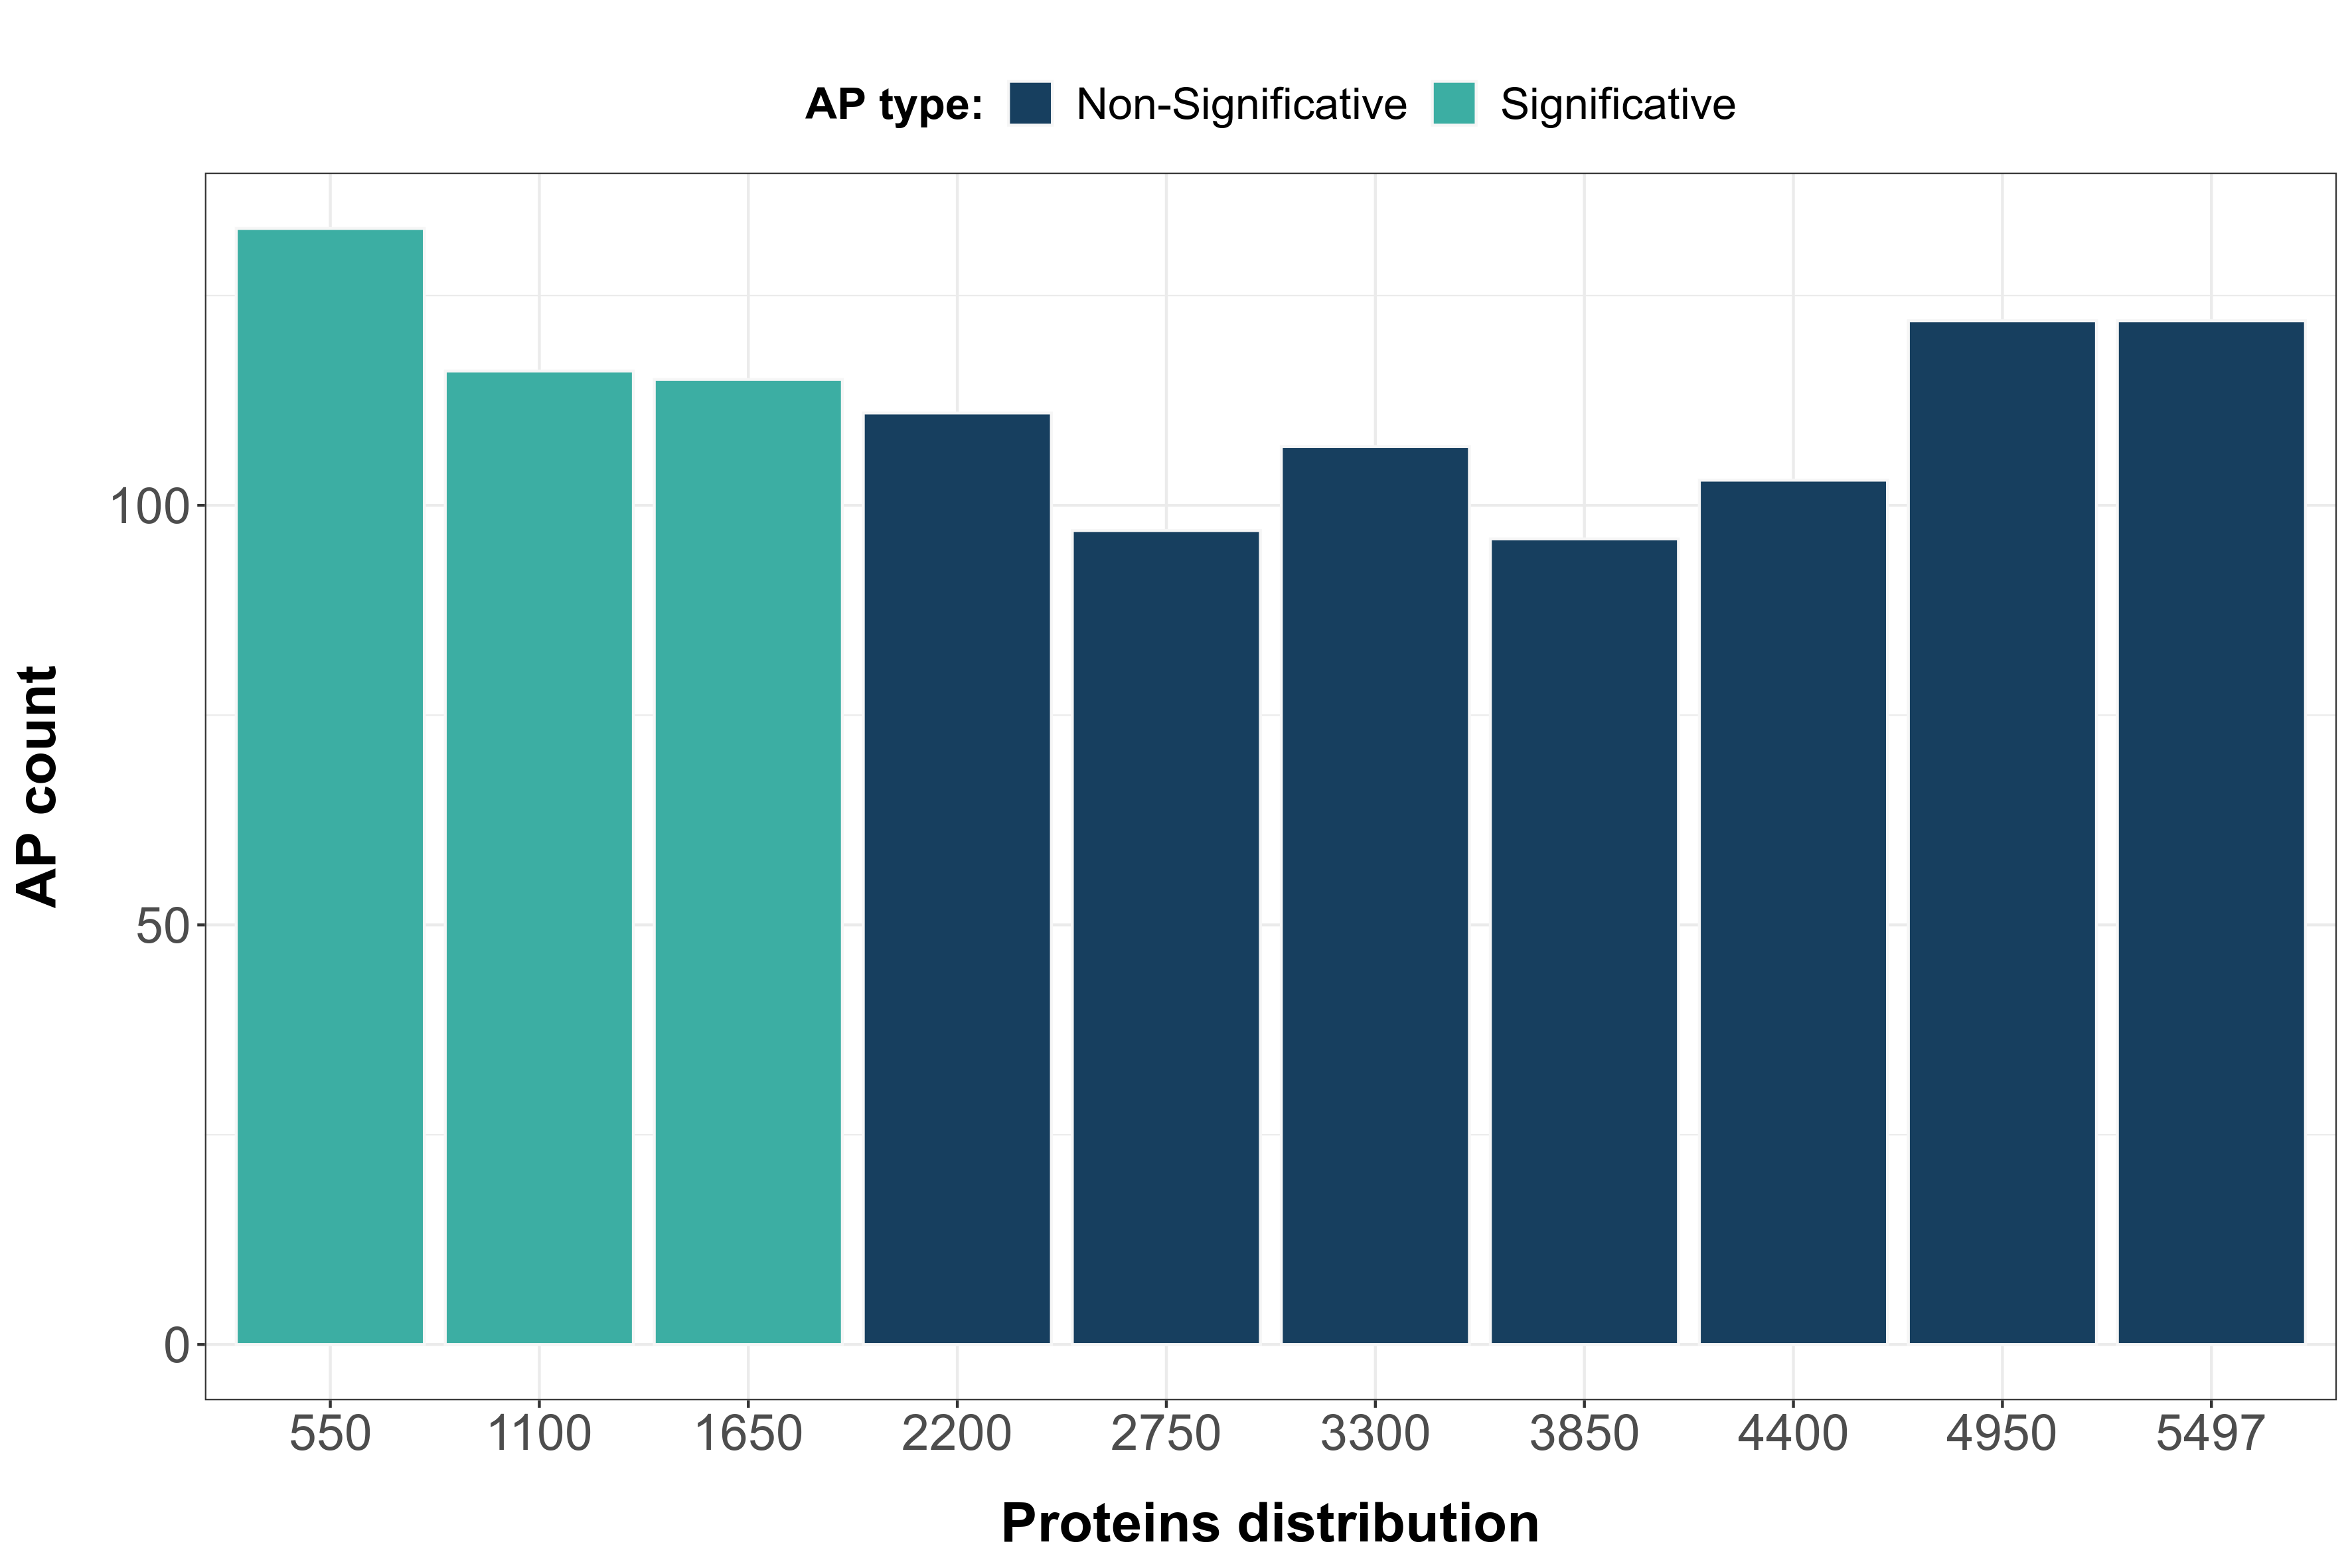 AP type: Non-Significative Significative
AP count
100
50
0
550 1100 1650 2200 2750 3300 3850 4400 4950 5497
Proteins distribution